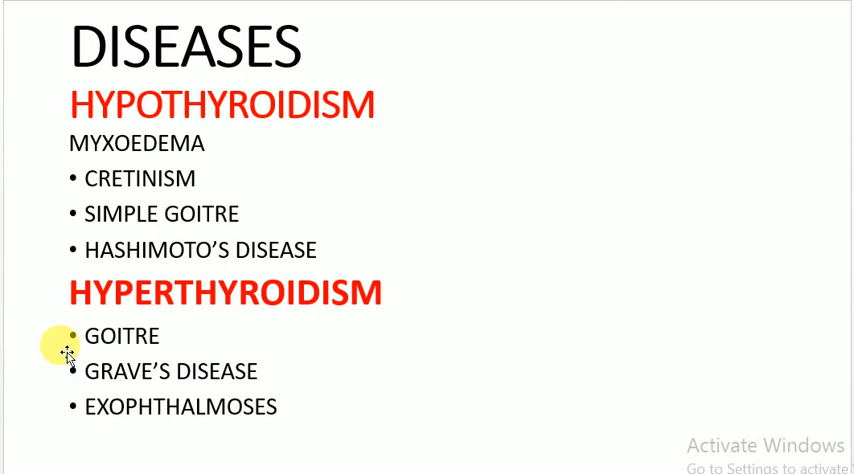 DISEASES
HYPOTHYROIDISM
MYXOEDEMA
• CRETINISM
• SIMPLE GOITRE
• HASHIMOTO'S DISEASE
HYPERTHYROIDISM
• GOITRE
• GRAVE'S DISEASE
• EXOPHTHALMOSES
Activate Windows
Go to Settings to activate